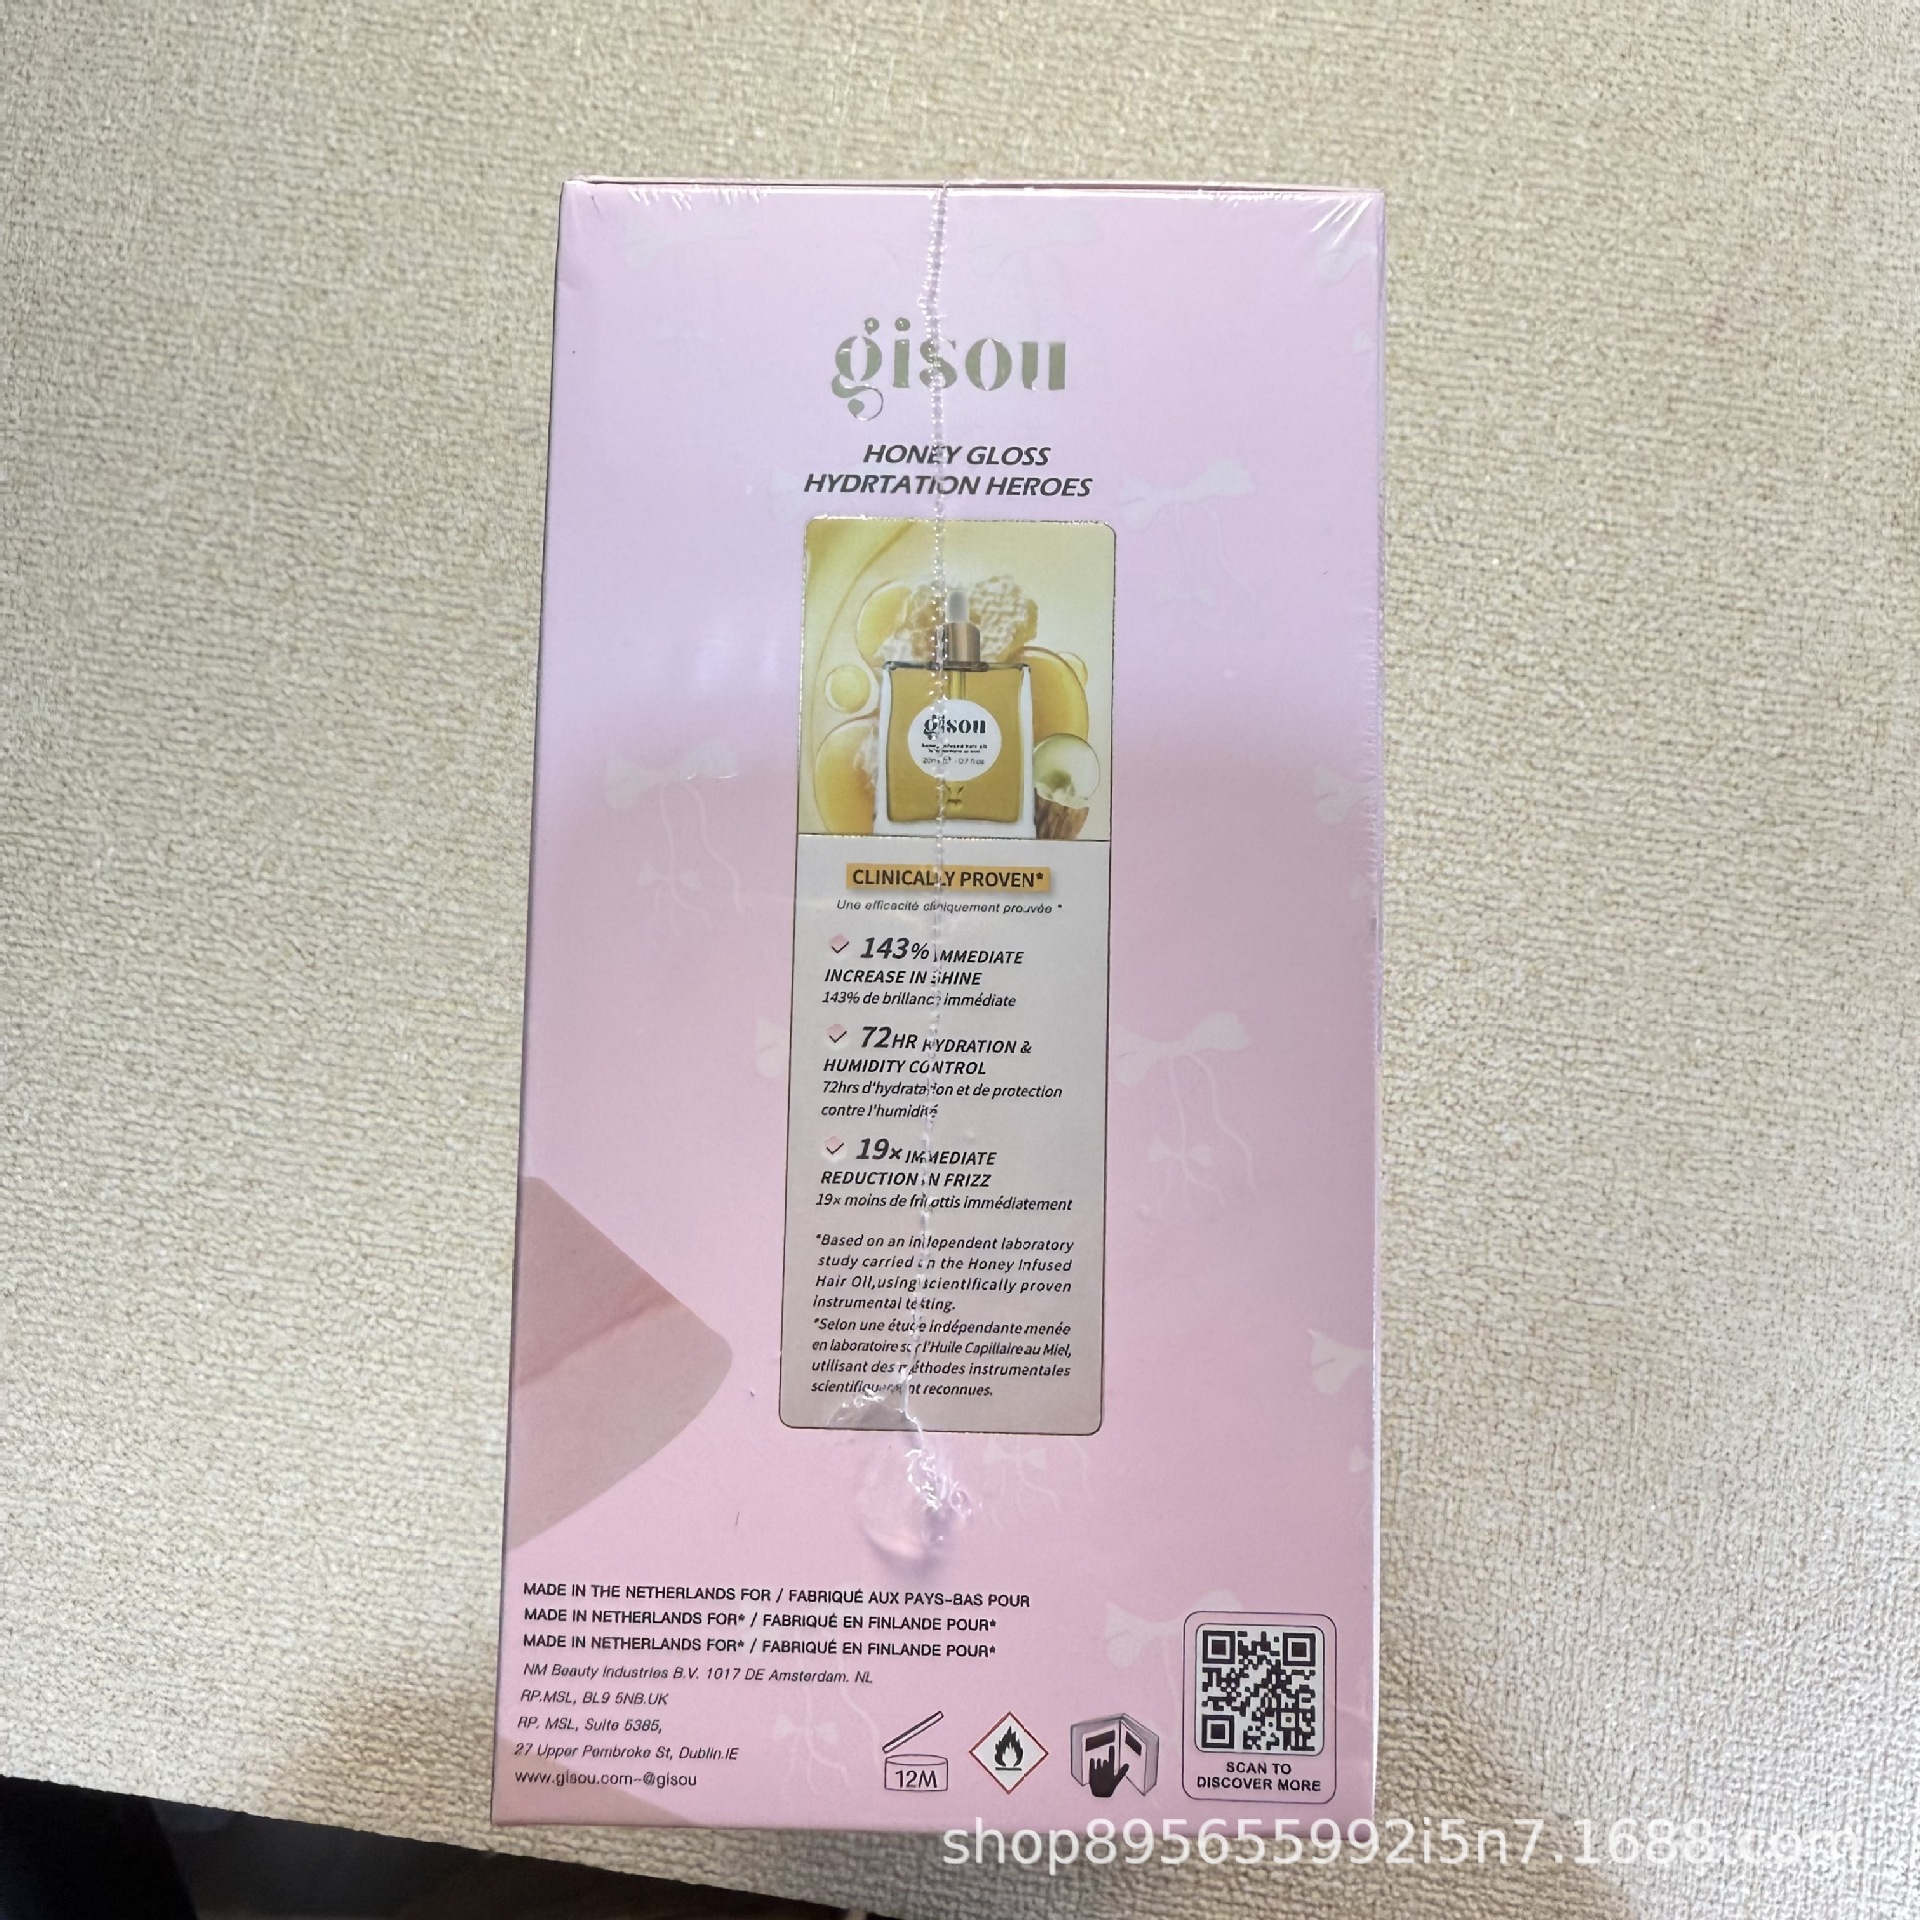 gisou
HONEY GLOSS
HYDRTATION HEROES
gisou
CLINICALLY PROVEN*
Une efficacité cliniquement prouvée *
143% IMMEDIATE
INCREASE IN SHINE
143% de brillance immédiate
72HR HYDRATION &
HUMIDITY CONTROL
72hrs d'hydratation et de protection
contre l'humidité
19x IMMEDIATE
REDUCTION IN FRIZZ
19x moins de frisottis immédiatement
*Based on an independent laboratory
study carried on the Honey Infused
Hair Oil,using scientifically proven
instrumental testing.
*Selon une étude indépendante menée
en laboratoire sur l'Huile Capillaire au Miel,
utilisant des méthodes instrumentales
scientifiquement reconnues.
MADE IN THE NETHERLANDS FOR / FABRIQUÉ AUX PAYS-BAS POUR
MADE IN NETHERLANDS FOR* / FABRIQUÉ EN FINLANDE POUR*
MADE IN NETHERLANDS FOR* / FABRIQUÉ EN FINLANDE POUR*
NM Beauty Industries B.V. 1017 DE Amsterdam. NL
RP.MSL, BL9 5NB.UK
RP. MSL, Suite 5385,
27 Upper Pembroke St, Dublin.IE
www.gisou.com-@gisou
12M
SCAN TO
DISCOVER MORE
shop895655992i5n7.1688.com